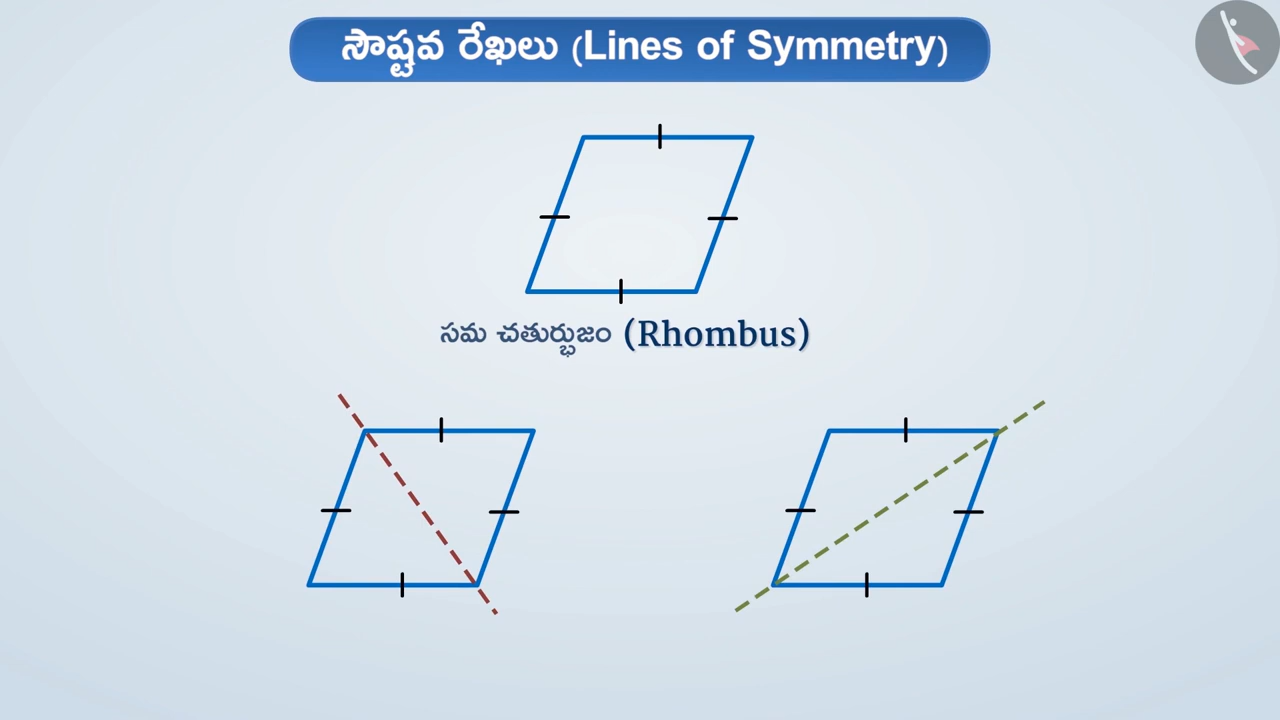 సౌష్టవ రేఖలు (Lines of Symmetry)
సమ చతుర్భుజం (Rhombus)